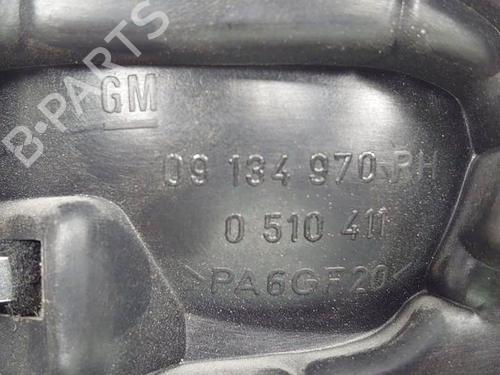 B-PARTS
GM
09 134 970 RH
0 510 411
>PA6GF20<